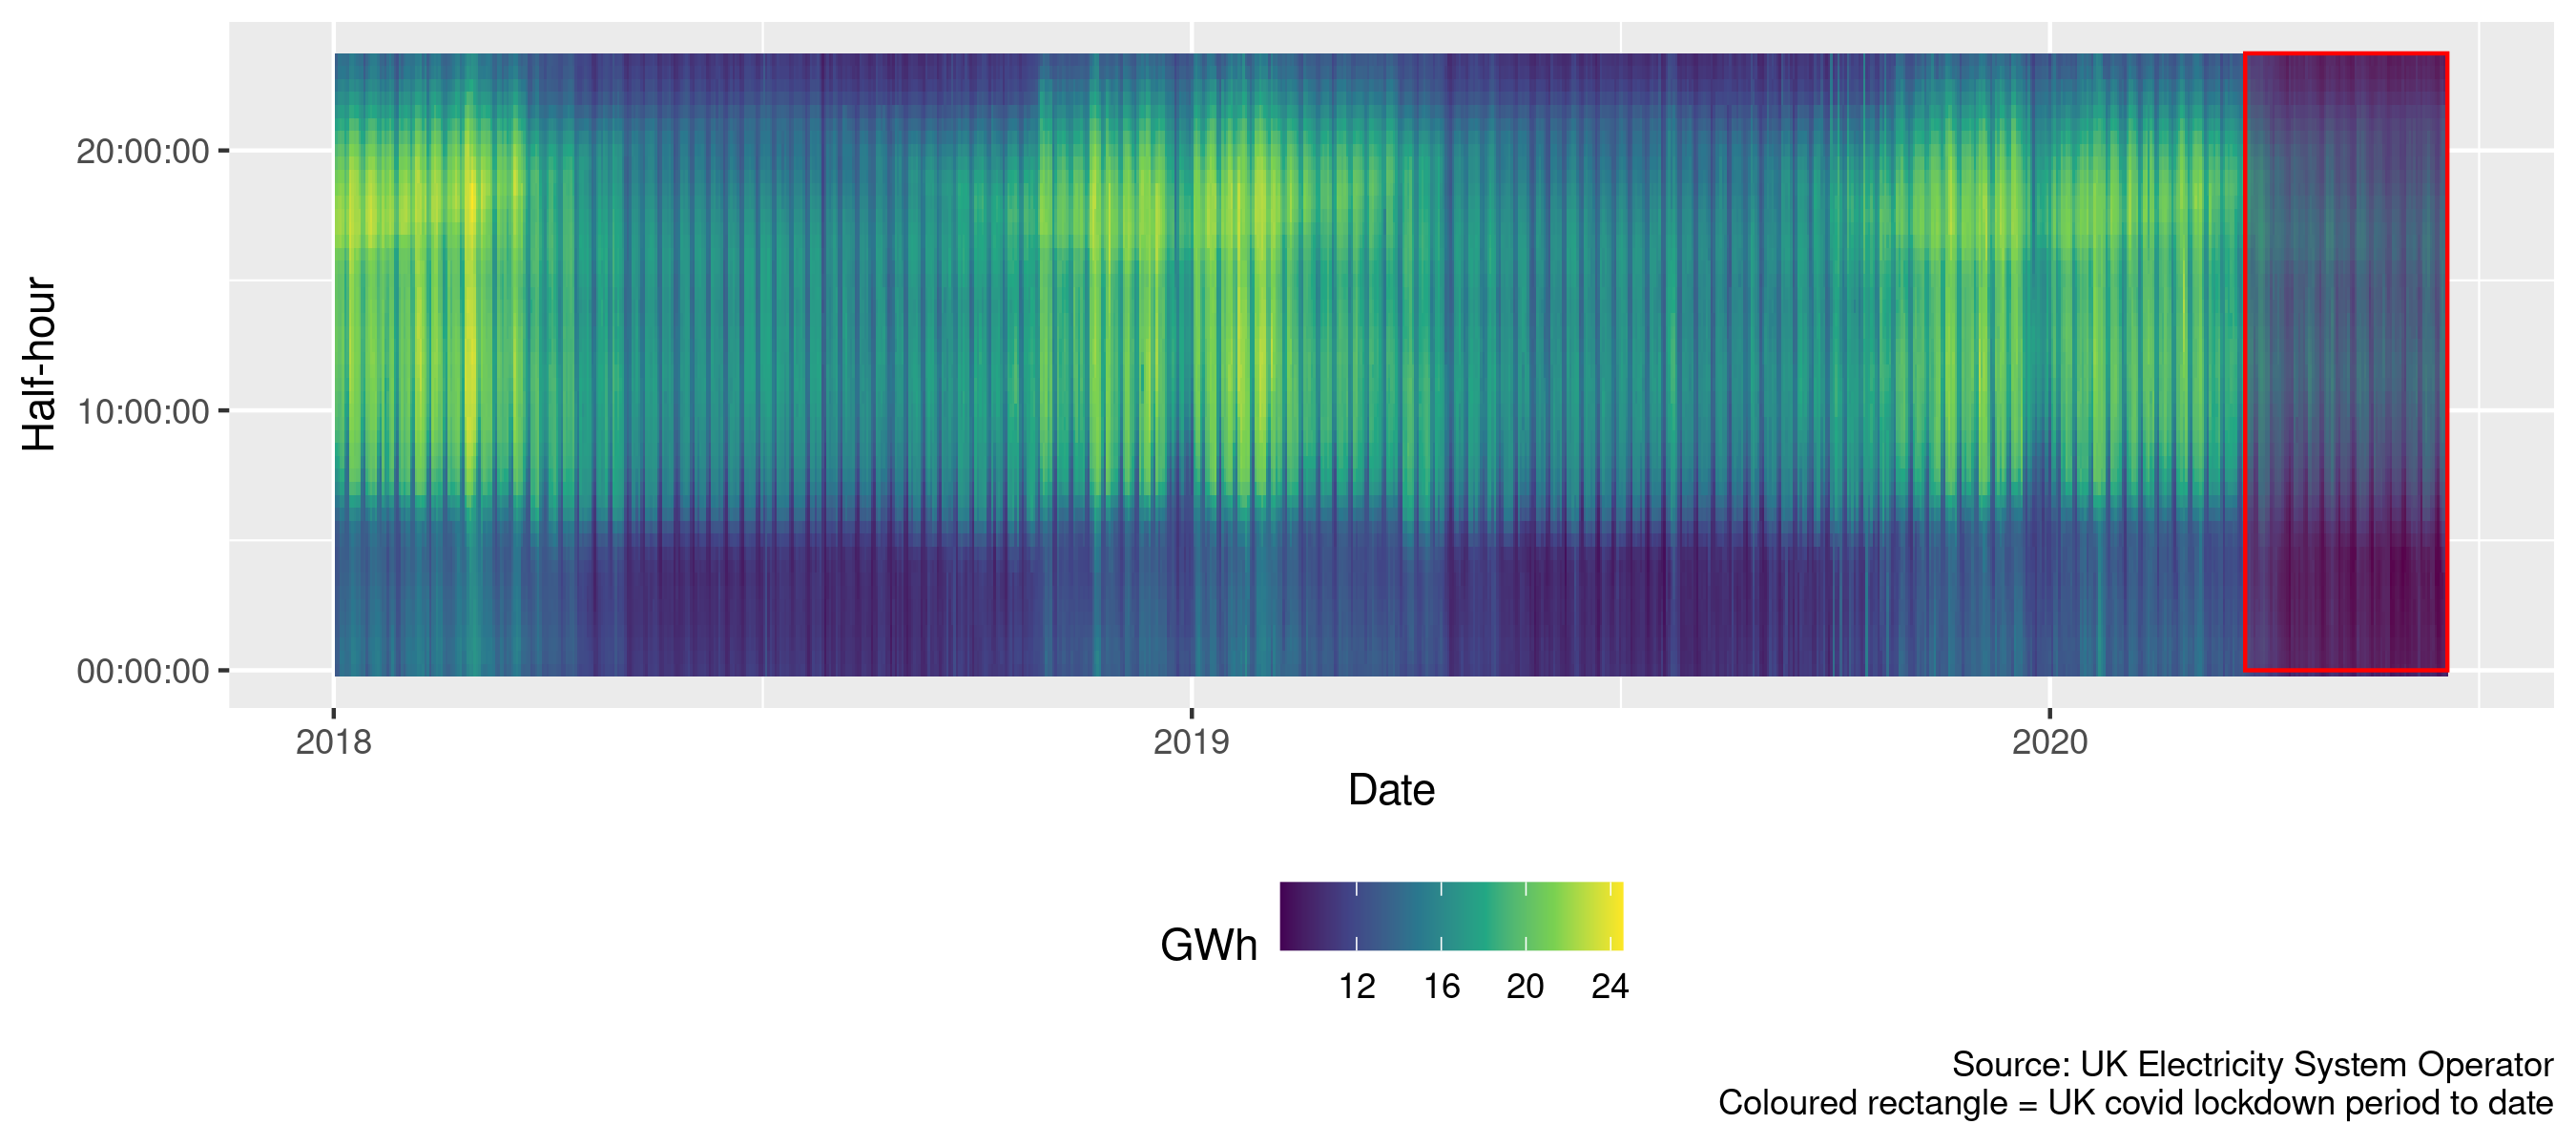 20:00:00
10:00:00
00:00:00
Half-hour
2018 2019 2020
Date
GWh
12 16 20 24
Source: UK Electricity System Operator
Coloured rectangle = UK covid lockdown period to date